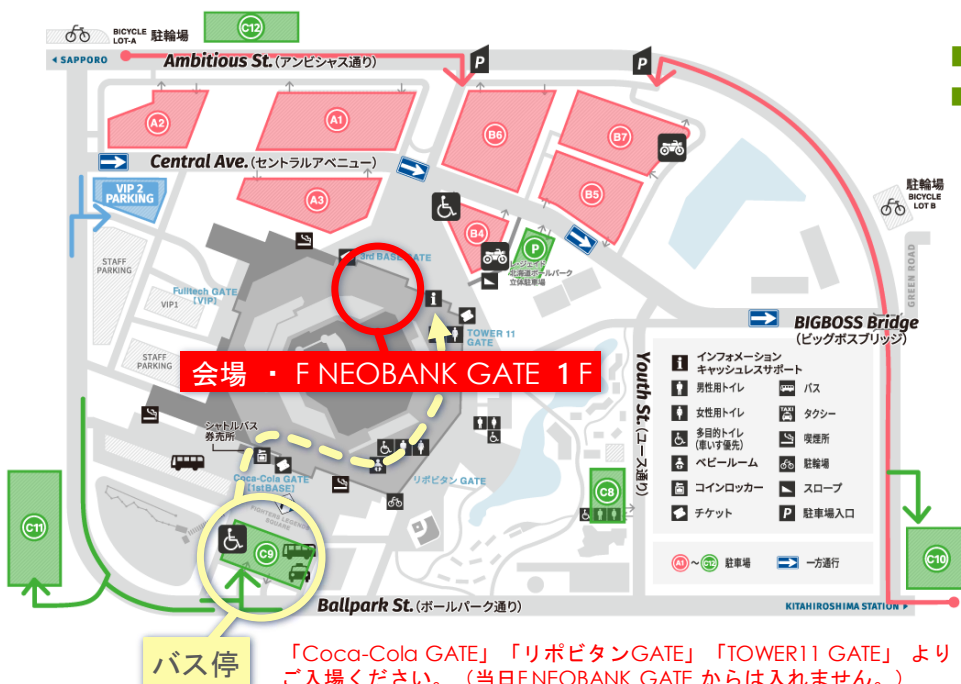 BICYCLE LOT-A 駐輪場
C12
SAPPORO
Ambitious St.(アンビシャス通り)
P
P
A2
A1
B6
B7
Central Ave.(セントラルアベニュー)
VIP 2
PARKING
A3
B5
B4
P
駐輪場
BICYCLE
LOT B
STAFF
PARKING
3rd BASE GATE
北海道ボールパーク
立体駐車場
GREEN ROAD
Fulltech GATE
[VIP]
VIP1
TOWER 11
GATE
BIGBOSS Bridge
(ビッグボスブリッジ)
STAFF
PARKING
会場 ・ F NEOBANK GATE 1F
Youth St.(ユース通り)
インフォメーション
キャッシュレスサポート
男性用トイレ
バス
女性用トイレ
TAXI
タクシー
多目的トイレ
(車いす優先)
喫煙所
ベビールーム
駐輪場
コインロッカー
スロープ
チケット
P
駐車場入口
A1～C12 駐車場
一方通行
シャトルバス
券売所
Coca-Cola GATE
[1stBASE]
リポビタン GATE
FIGHTERS LEGENDS
SQUARE
C11
C9
C8
C10
Ballpark St.(ボールパーク通り)
KITAHIROSHIMA STATION
バス停
「Coca-Cola GATE」「リポビタンGATE」「TOWER11 GATE」 より
ご入場ください。（当日F NEOBANK GATE からは入れません。）